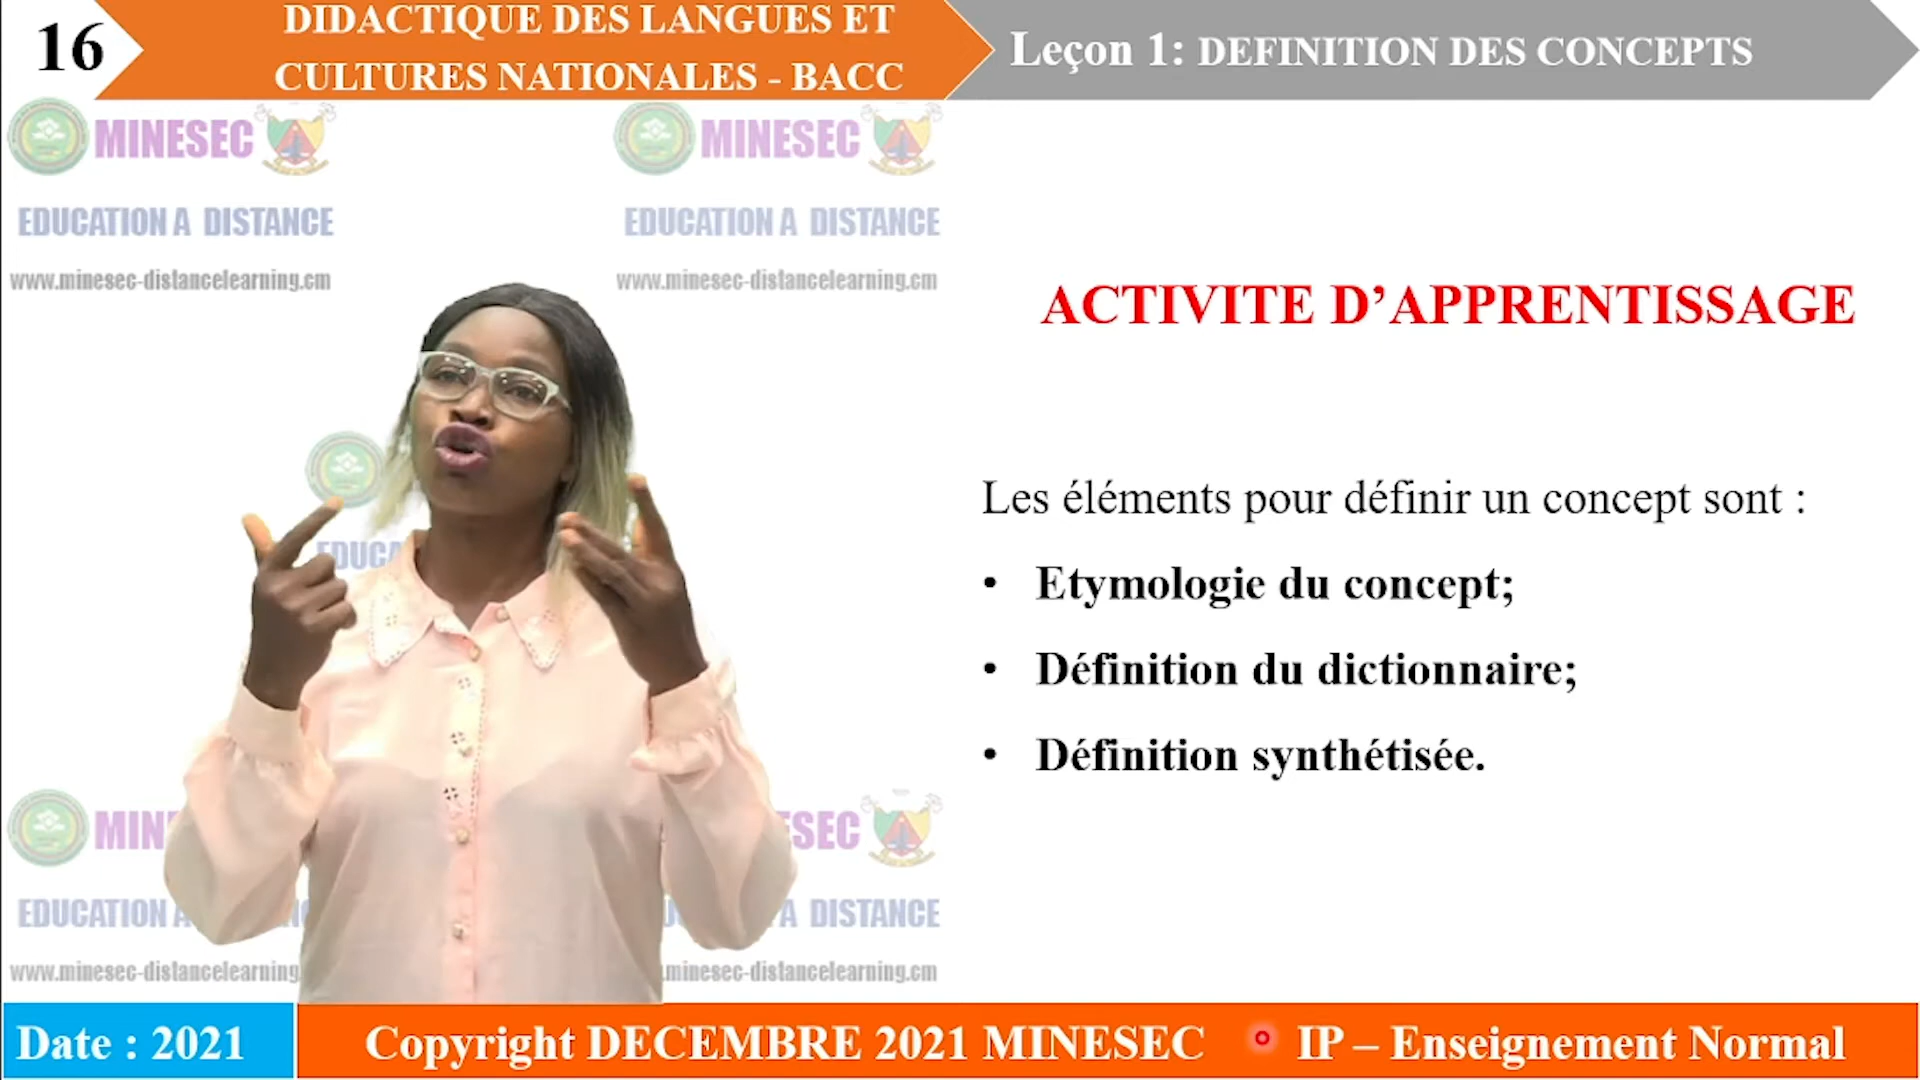 16
DIDACTIQUE DES LANGUES ET
CULTURES NATIONALES - BACC
Leçon 1: DEFINITION DES CONCEPTS
MINESEC
EDUCATION A DISTANCE
www.minesec-distancelearning.cm
MINESEC
EDUCATION A DISTANCE
www.minesec-distancelearning.cm
ACTIVITE D’APPRENTISSAGE
Les éléments pour définir un concept sont :
• Etymologie du concept;
• Définition du dictionnaire;
• Définition synthétisée.
EDUCA
MIN
EDUCATION A
www.minesec-distancelearning
SEC
A DISTANCE
minesec-distancelearning.cm
Date : 2021
Copyright DECEMBRE 2021 MINESEC
IP – Enseignement Normal